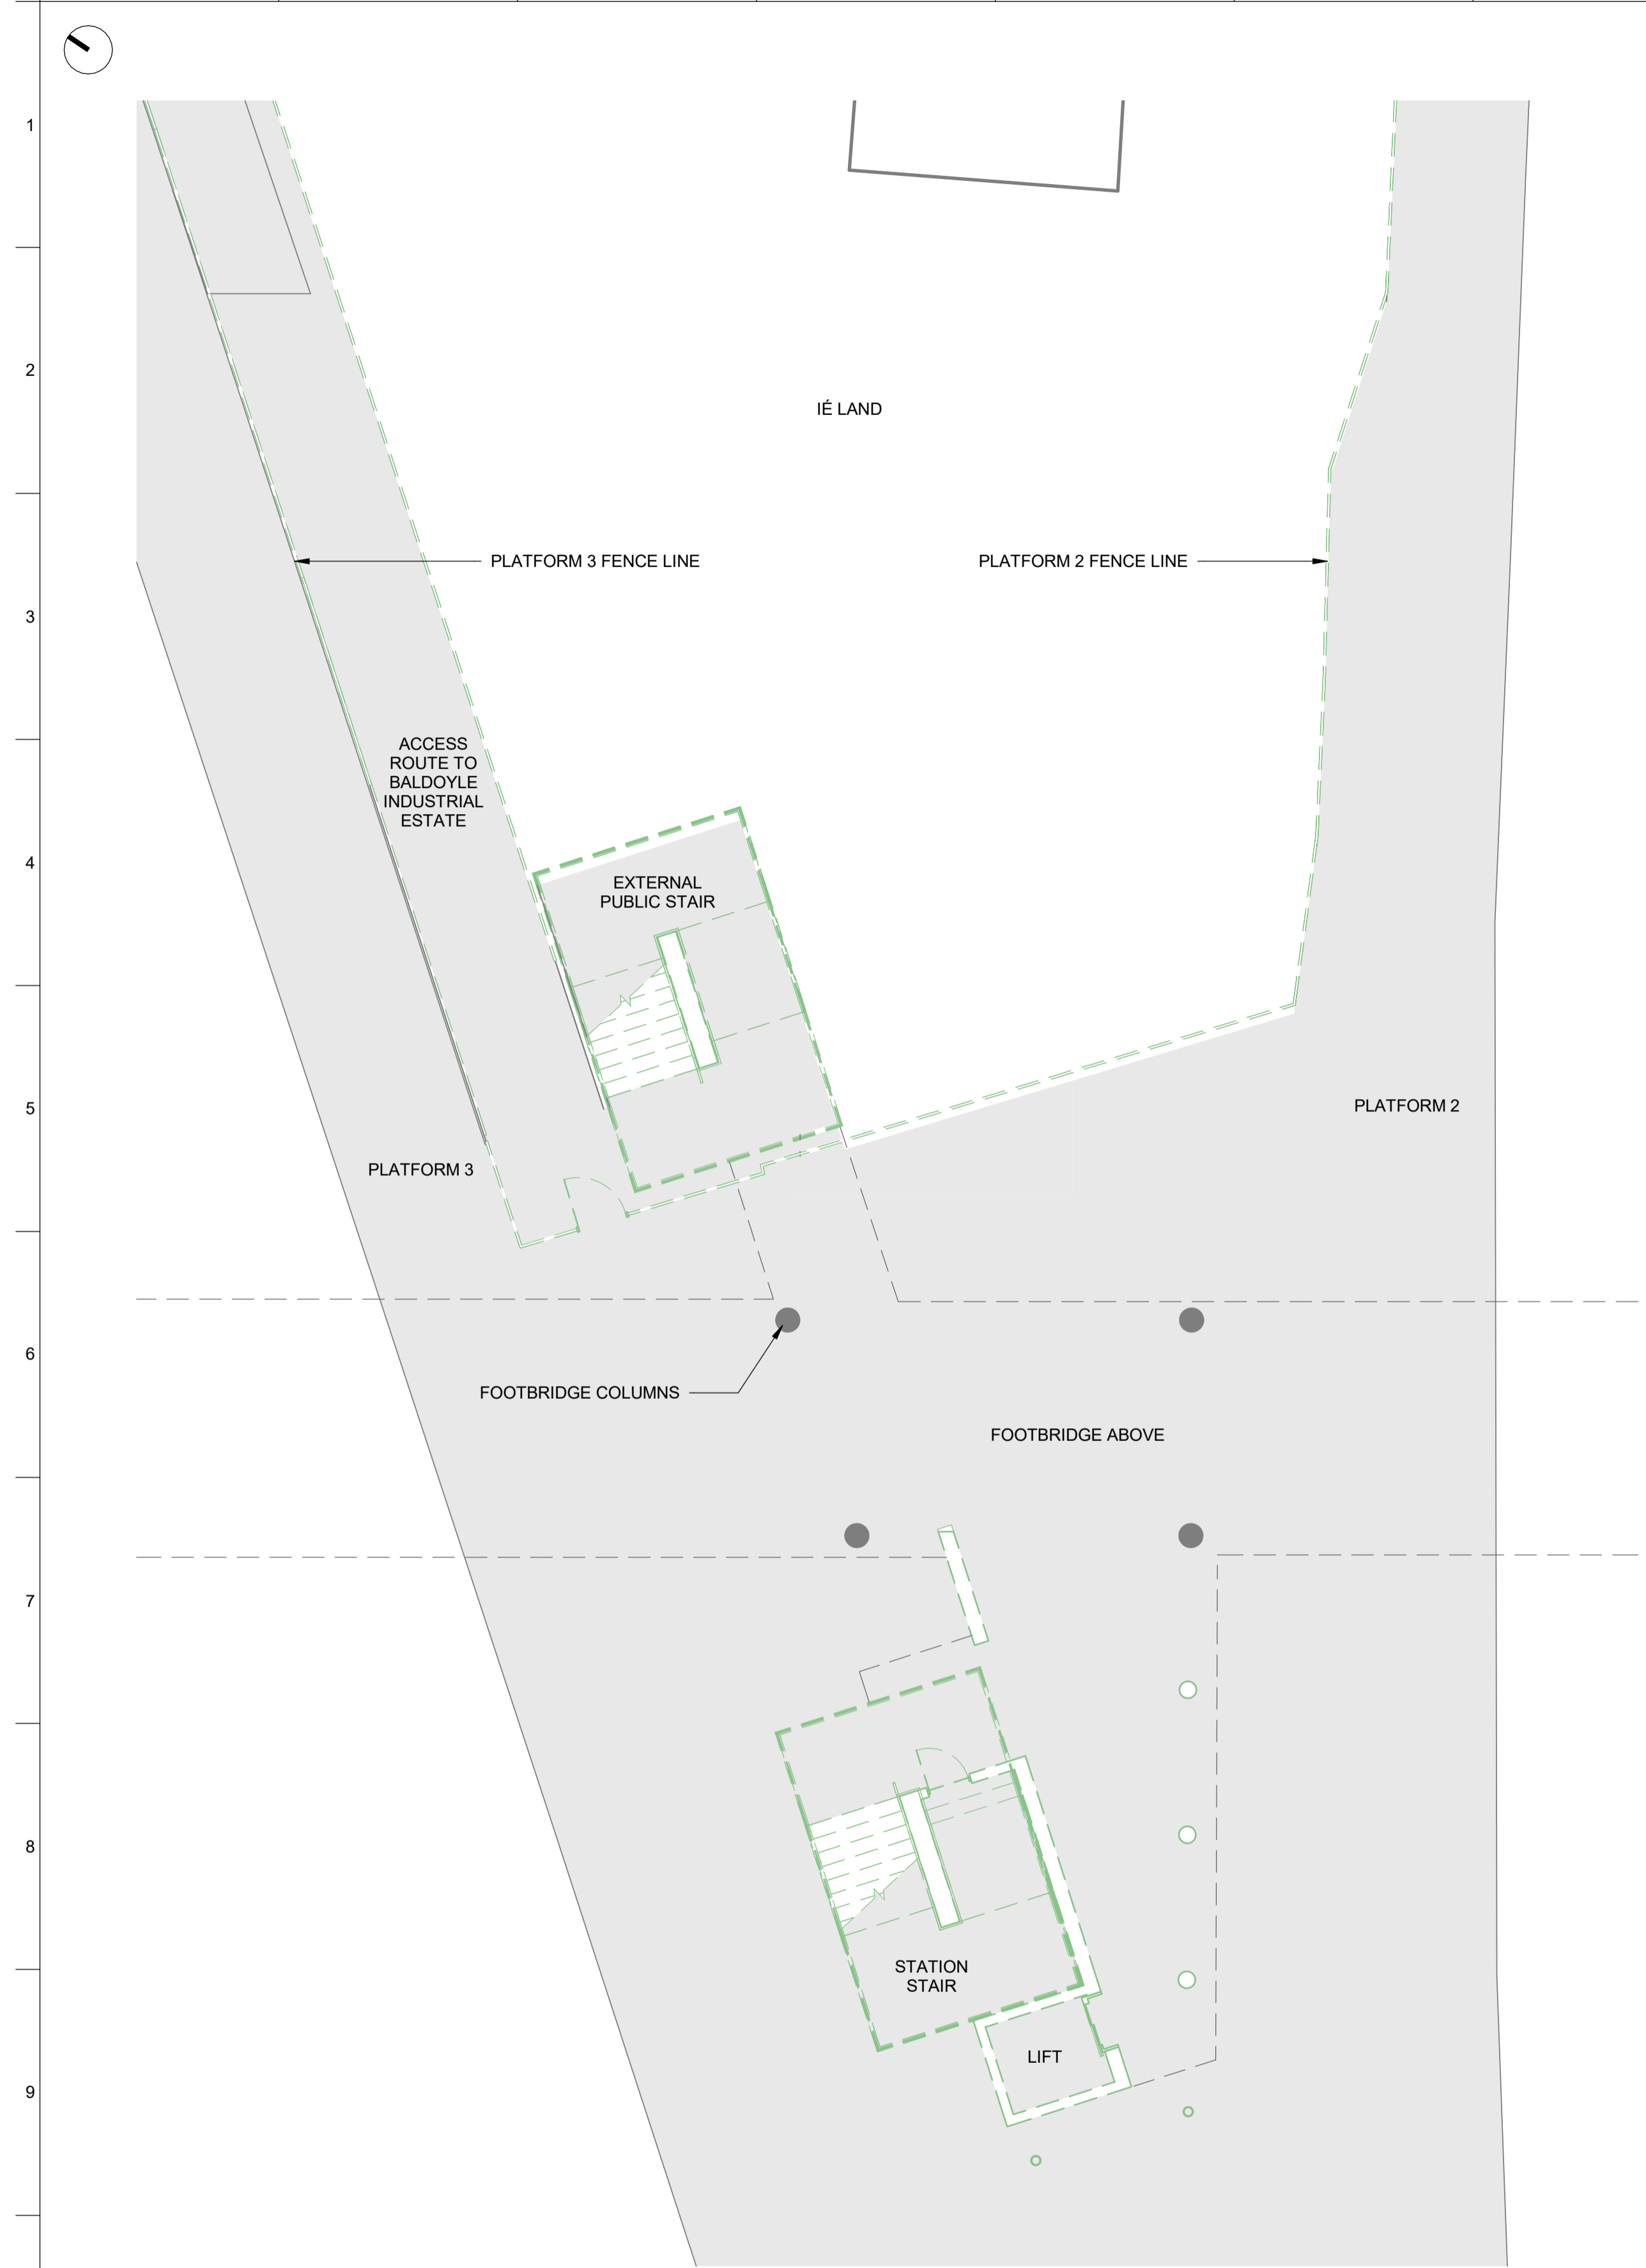 1
2
IÉ LAND
PLATFORM 3 FENCE LINE
PLATFORM 2 FENCE LINE
3
ACCESS
ROUTE TO
BALDOYLE
INDUSTRIAL
ESTATE
4
EXTERNAL
PUBLIC STAIR
5
PLATFORM 2
PLATFORM 3
6
FOOTBRIDGE COLUMNS
FOOTBRIDGE ABOVE
7
8
STATION
STAIR
LIFT
9